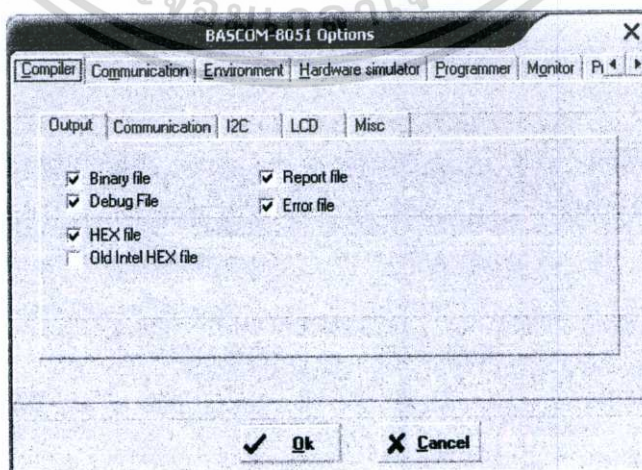 BASCOM-8051 Options
Compiler Communication Environment Hardware simulator Programmer Monitor
Output Communication I2C LCD Misc
Binary file Report file
Debug File Error file
HEX file
Old Intel HEX file
Ok Cancel